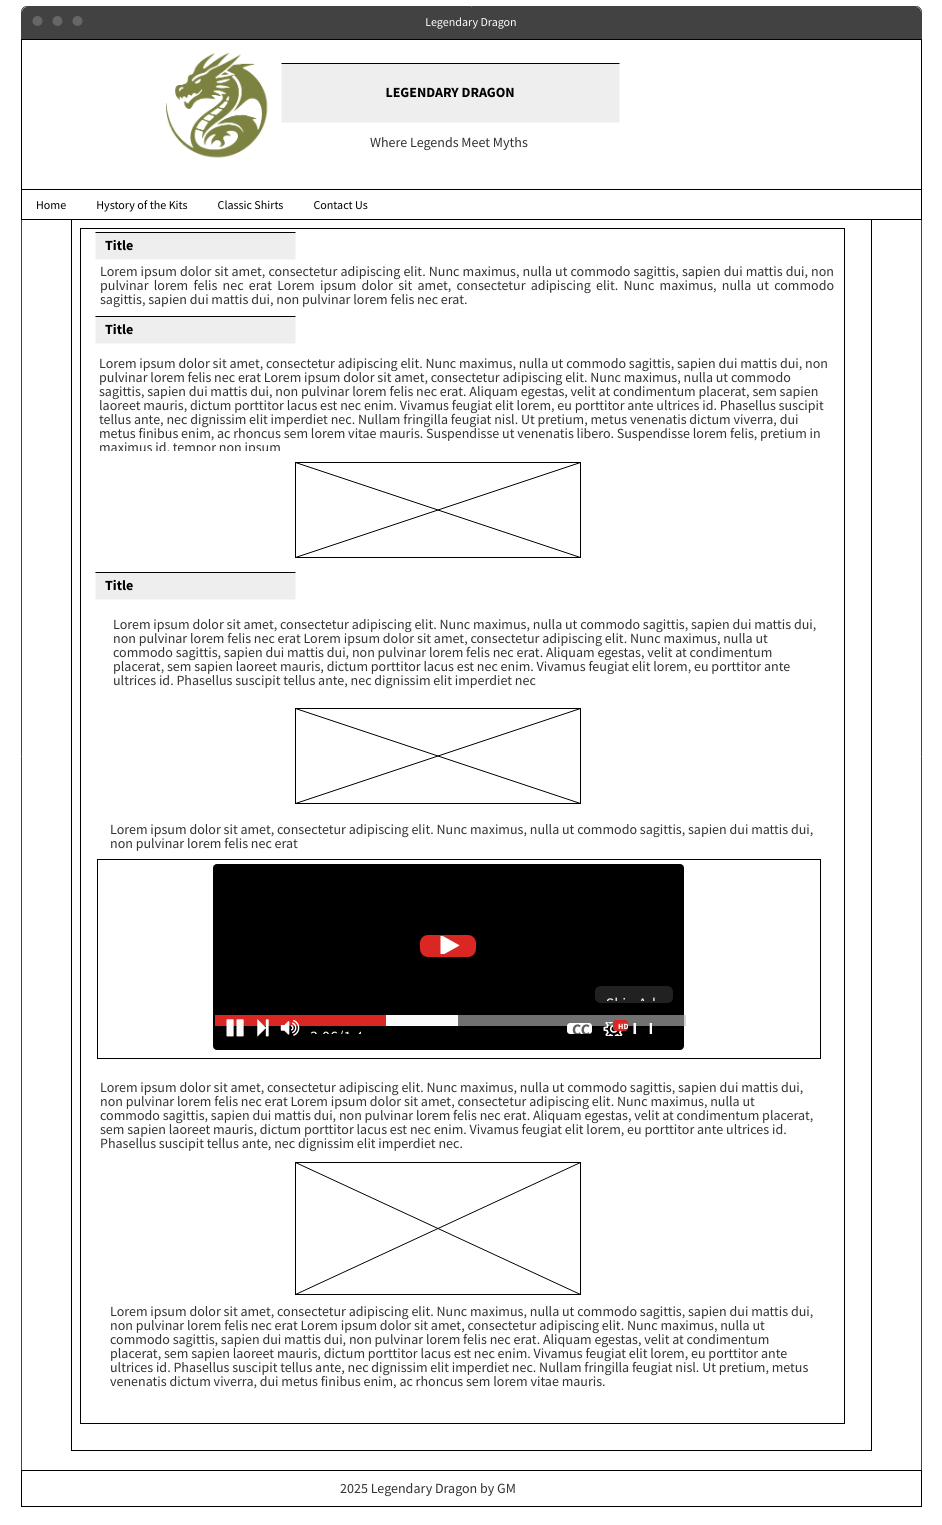 Legendary Dragon
LEGENDARY DRAGON
Where Legends Meet Myths
Home Hystory of the Kits Classic Shirts Contact Us
Title
Lorem ipsum dolor sit amet, consectetur adipiscing elit. Nunc maximus, nulla ut commodo sagittis, sapien dui mattis dui, non
pulvinar lorem felis nec erat Lorem ipsum dolor sit amet, consectetur adipiscing elit. Nunc maximus, nulla ut commodo
sagittis, sapien dui mattis dui, non pulvinar lorem felis nec erat.
Title
Lorem ipsum dolor sit amet, consectetur adipiscing elit. Nunc maximus, nulla ut commodo sagittis, sapien dui mattis dui, non
pulvinar lorem felis nec erat Lorem ipsum dolor sit amet, consectetur adipiscing elit. Nunc maximus, nulla ut commodo
sagittis, sapien dui mattis dui, non pulvinar lorem felis nec erat. Aliquam egestas, velit at condimentum placerat, sem sapien
laoreet mauris, dictum porttitor lacus est nec enim. Vivamus feugiat elit lorem, eu porttitor ante ultrices id. Phasellus suscipit
tellus ante, nec dignissim elit imperdiet nec. Nullam fringilla feugiat nisl. Ut pretium, metus venenatis dictum viverra, dui
metus finibus enim, ac rhoncus sem lorem vitae mauris. Suspendisse ut venenatis libero. Suspendisse lorem felis, pretium in
maximus id, tempor non ipsum
Title
Lorem ipsum dolor sit amet, consectetur adipiscing elit. Nunc maximus, nulla ut commodo sagittis, sapien dui mattis dui,
non pulvinar lorem felis nec erat Lorem ipsum dolor sit amet, consectetur adipiscing elit. Nunc maximus, nulla ut
commodo sagittis, sapien dui mattis dui, non pulvinar lorem felis nec erat. Aliquam egestas, velit at condimentum
placerat, sem sapien laoreet mauris, dictum porttitor lacus est nec enim. Vivamus feugiat elit lorem, eu porttitor ante
ultrices id. Phasellus suscipit tellus ante, nec dignissim elit imperdiet nec
Lorem ipsum dolor sit amet, consectetur adipiscing elit. Nunc maximus, nulla ut commodo sagittis, sapien dui mattis dui,
non pulvinar lorem felis nec erat
CC HD
Lorem ipsum dolor sit amet, consectetur adipiscing elit. Nunc maximus, nulla ut commodo sagittis, sapien dui mattis dui,
non pulvinar lorem felis nec erat Lorem ipsum dolor sit amet, consectetur adipiscing elit. Nunc maximus, nulla ut
commodo sagittis, sapien dui mattis dui, non pulvinar lorem felis nec erat. Aliquam egestas, velit at condimentum placerat,
sem sapien laoreet mauris, dictum porttitor lacus est nec enim. Vivamus feugiat elit lorem, eu porttitor ante ultrices id.
Phasellus suscipit tellus ante, nec dignissim elit imperdiet nec.
Lorem ipsum dolor sit amet, consectetur adipiscing elit. Nunc maximus, nulla ut commodo sagittis, sapien dui mattis dui,
non pulvinar lorem felis nec erat Lorem ipsum dolor sit amet, consectetur adipiscing elit. Nunc maximus, nulla ut
commodo sagittis, sapien dui mattis dui, non pulvinar lorem felis nec erat. Aliquam egestas, velit at condimentum
placerat, sem sapien laoreet mauris, dictum porttitor lacus est nec enim. Vivamus feugiat elit lorem, eu porttitor ante
ultrices id. Phasellus suscipit tellus ante, nec dignissim elit imperdiet nec. Nullam fringilla feugiat nisl. Ut pretium, metus
venenatis dictum viverra, dui metus finibus enim, ac rhoncus sem lorem vitae mauris.
2025 Legendary Dragon by GM